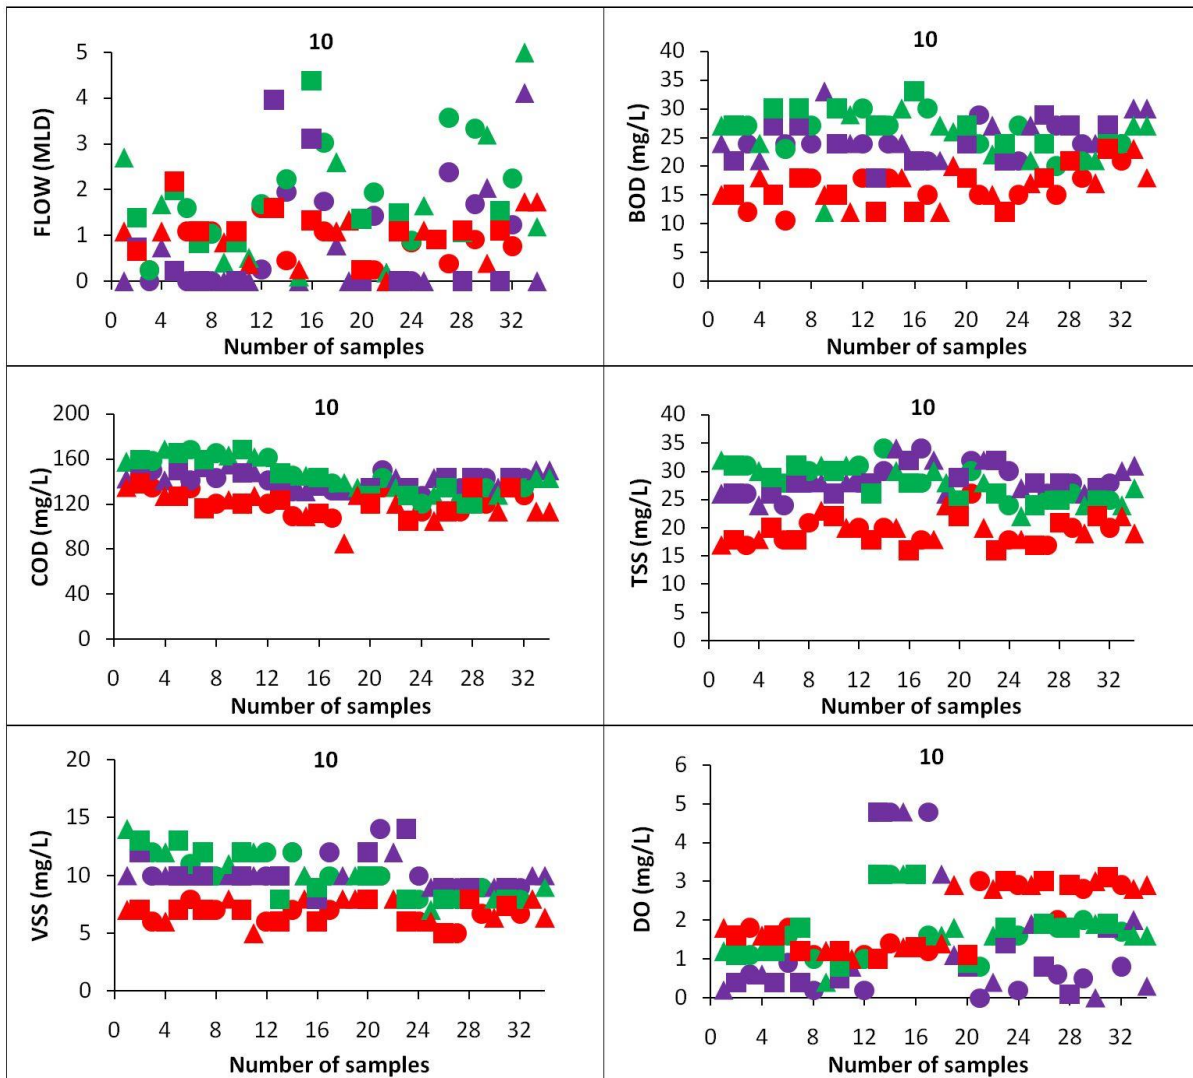 10
FLOW (MLD)
5
4
3
2
1
0
0 4 8 12 16 20 24 28 32
Number of samples
10
BOD (mg/L)
40
35
30
25
20
15
10
5
0
0 4 8 12 16 20 24 28 32
Number of samples
10
COD (mg/L)
200
160
120
80
40
0
0 4 8 12 16 20 24 28 32
Number of samples
10
TSS (mg/L)
40
35
30
25
20
15
10
5
0
0 4 8 12 16 20 24 28 32
Number of samples
10
VSS (mg/L)
20
15
10
5
0
0 4 8 12 16 20 24 28 32
Number of samples
10
DO (mg/L)
6
5
4
3
2
1
0
0 4 8 12 16 20 24 28 32
Number of samples